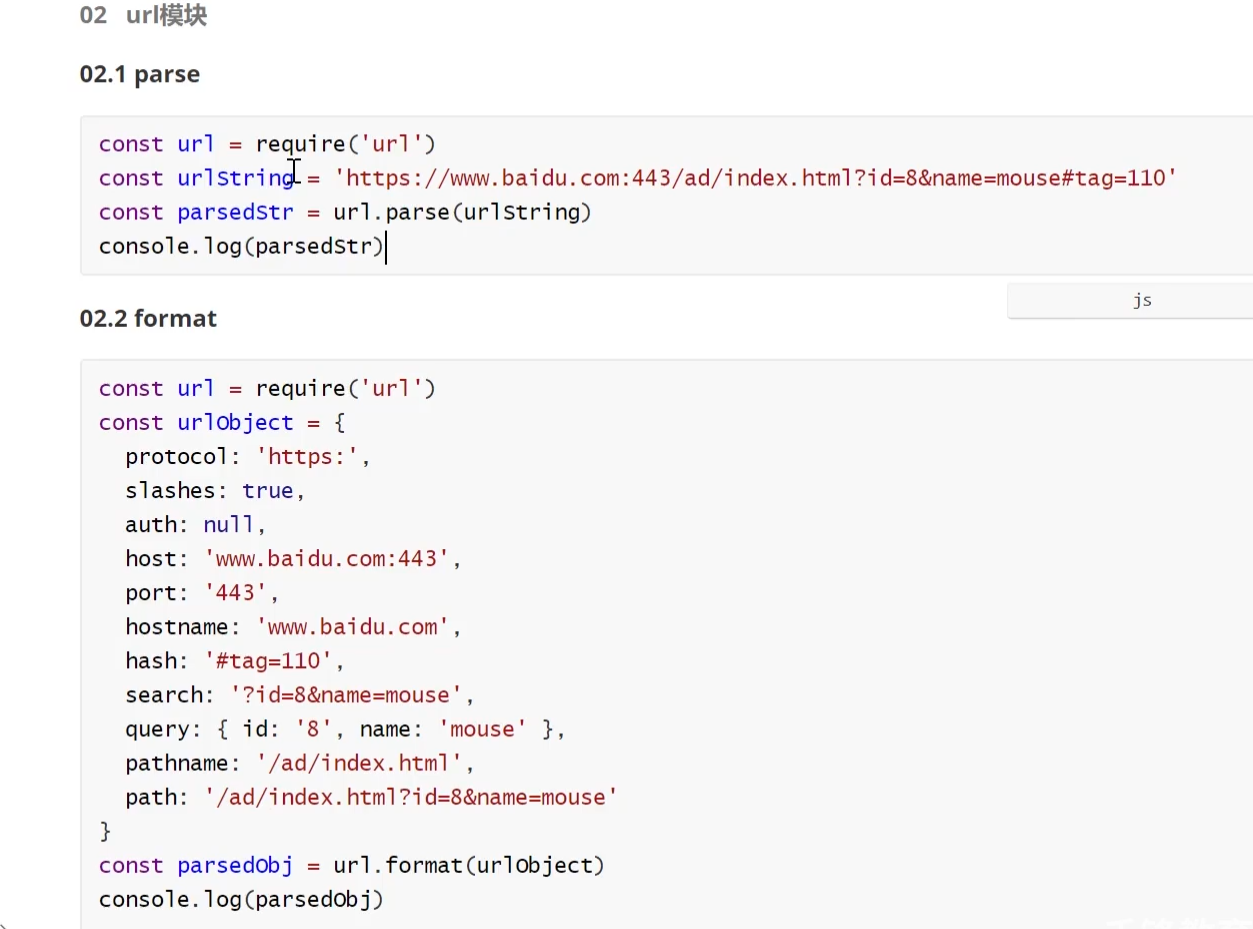 02 url模块
02.1 parse
const url = require('url')
const urlString = 'https://www.baidu.com:443/ad/index.html?id=8&name=mouse#tag=110'
const parsedStr = url.parse(urlString)
console.log(parsedStr)
js
02.2 format
const url = require('url')
const urlObject = {
  protocol: 'https:',
  slashes: true,
  auth: null,
  host: 'www.baidu.com:443',
  port: '443',
  hostname: 'www.baidu.com',
  hash: '#tag=110',
  search: '?id=8&name=mouse',
  query: { id: '8', name: 'mouse' },
  pathname: '/ad/index.html',
  path: '/ad/index.html?id=8&name=mouse'
}
const parsedObj = url.format(urlObject)
console.log(parsedObj)